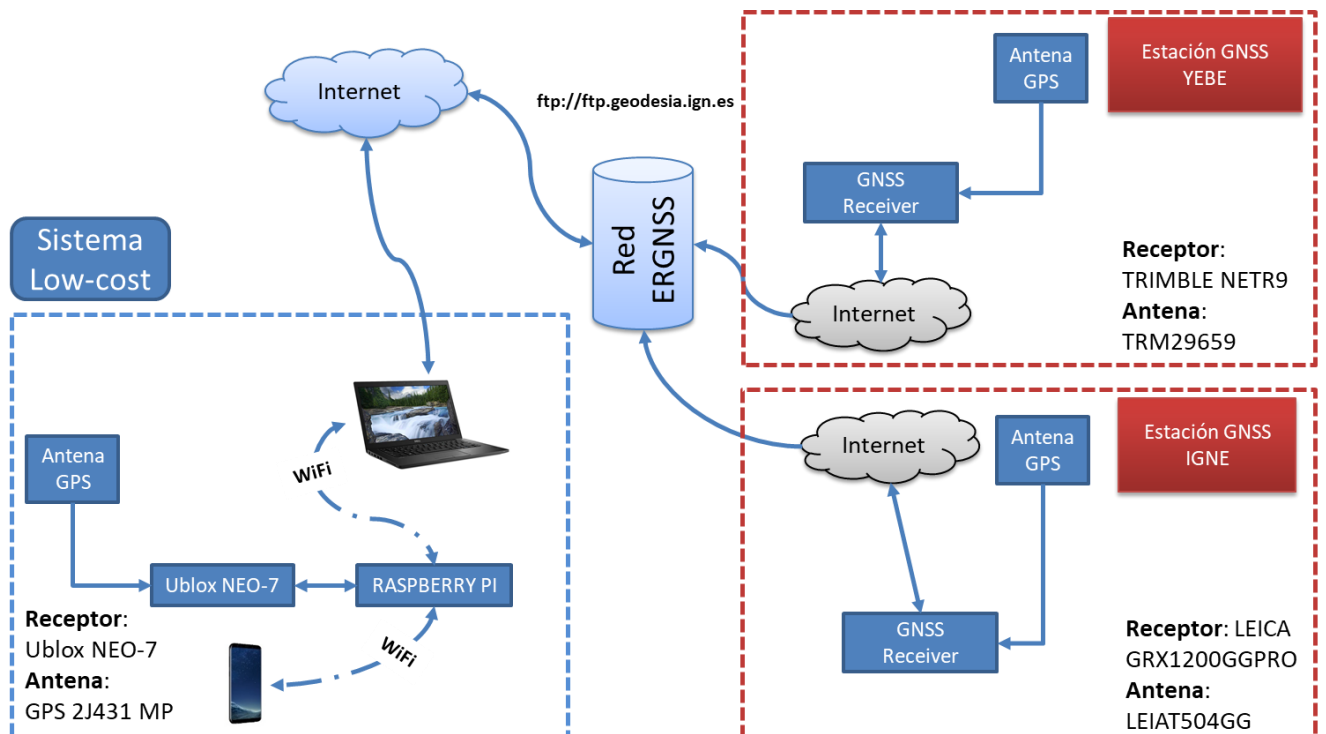 Internet
ftp://ftp.geodesia.ign.es
Red
ERGNSS
Sistema
Low-cost
Antena
GPS
Ublox NEO-7
RASPBERRY PI
WiFi
WiFi
Receptor:
Ublox NEO-7
Antena:
GPS 2J431 MP
Antena
GPS
Estación GNSS
YEBE
GNSS
Receiver
Internet
Receptor:
TRIMBLE NETR9
Antena:
TRM29659
Internet
Antena
GPS
Estación GNSS
IGNE
GNSS
Receiver
Receptor: LEICA
GRX1200GGPRO
Antena:
LEIAT504GG